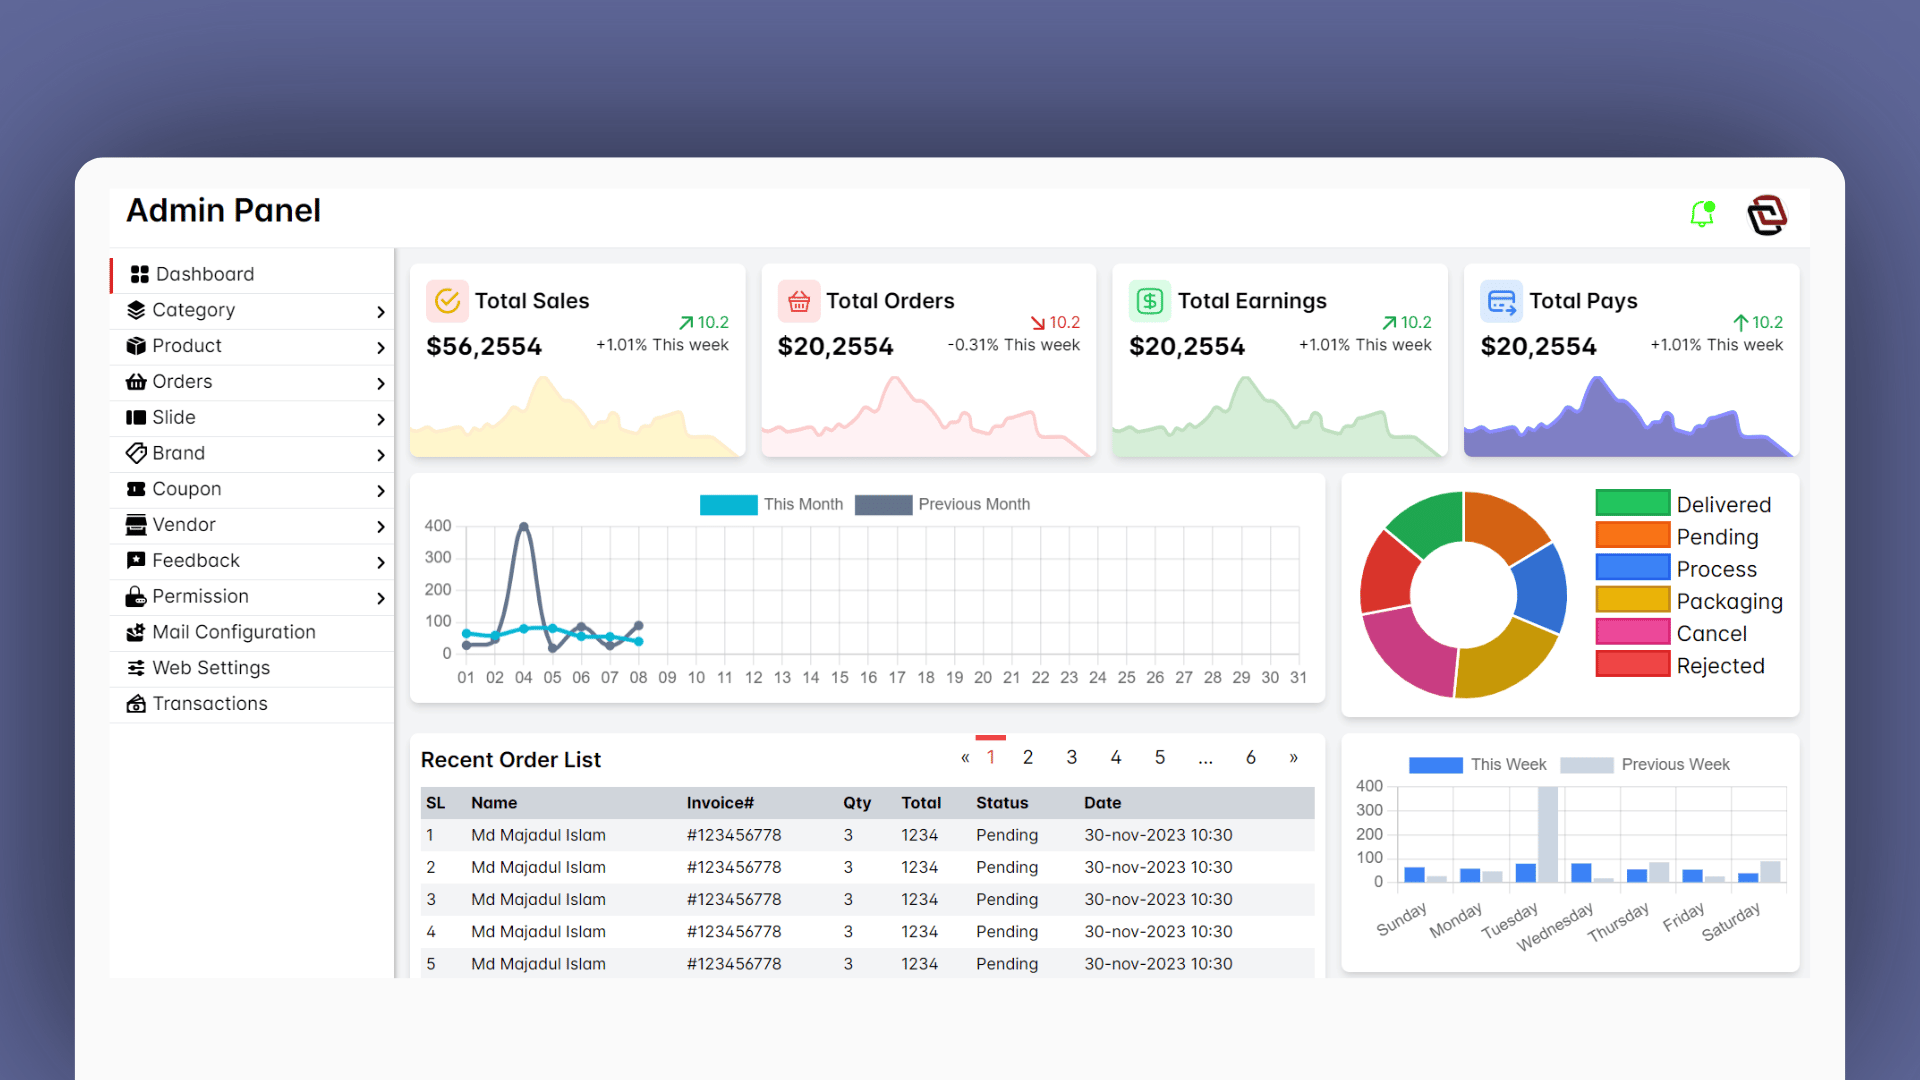 Admin Panel
Dashboard
Category
Product
Orders
Slide
Brand
Coupon
Vendor
Feedback
Permission
Mail Configuration
Web Settings
Transactions
Total Sales
10.2
$56,2554
+1.01% This week
Total Orders
10.2
$20,2554
-0.31% This week
Total Earnings
10.2
$20,2554
+1.01% This week
Total Pays
10.2
$20,2554
+1.01% This week
This Month Previous Month
400
300
200
100
0
01 02 04 05 06 07 08 09 10 11 12 13 14 15 16 17 18 19 20 21 22 23 24 25 26 27 28 29 30 31
Delivered
Pending
Process
Packaging
Cancel
Rejected
Recent Order List
« 1 2 3 4 5 ... 6 »
SL Name Invoice# Qty Total Status Date
1 Md Majadul Islam #123456778 3 1234 Pending 30-nov-2023 10:30
2 Md Majadul Islam #123456778 3 1234 Pending 30-nov-2023 10:30
3 Md Majadul Islam #123456778 3 1234 Pending 30-nov-2023 10:30
4 Md Majadul Islam #123456778 3 1234 Pending 30-nov-2023 10:30
5 Md Majadul Islam #123456778 3 1234 Pending 30-nov-2023 10:30
This Week Previous Week
400
300
200
100
0
Sunday Monday Tuesday Wednesday Thursday Friday Saturday